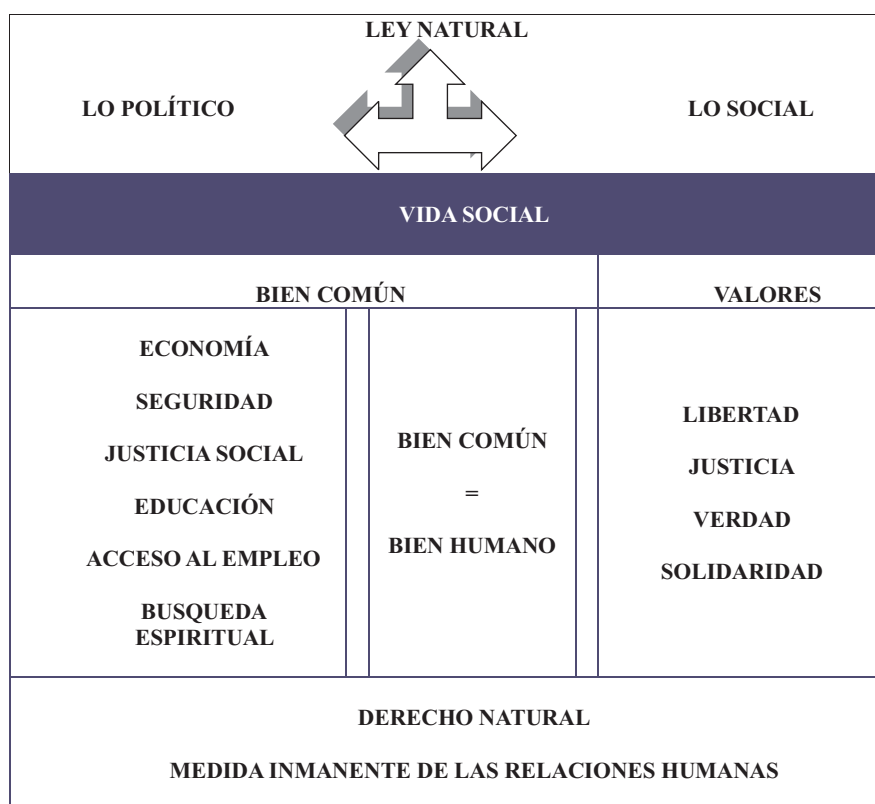 LEY NATURAL
LO POLÍTICO
LO SOCIAL
VIDA SOCIAL
BIEN COMÚN
VALORES
ECONOMÍA
SEGURIDAD
JUSTICIA SOCIAL
EDUCACIÓN
ACCESO AL EMPLEO
BUSQUEDA
ESPIRITUAL
BIEN COMÚN
=
BIEN HUMANO
LIBERTAD
JUSTICIA
VERDAD
SOLIDARIDAD
DERECHO NATURAL
MEDIDA INMANENTE DE LAS RELACIONES HUMANAS